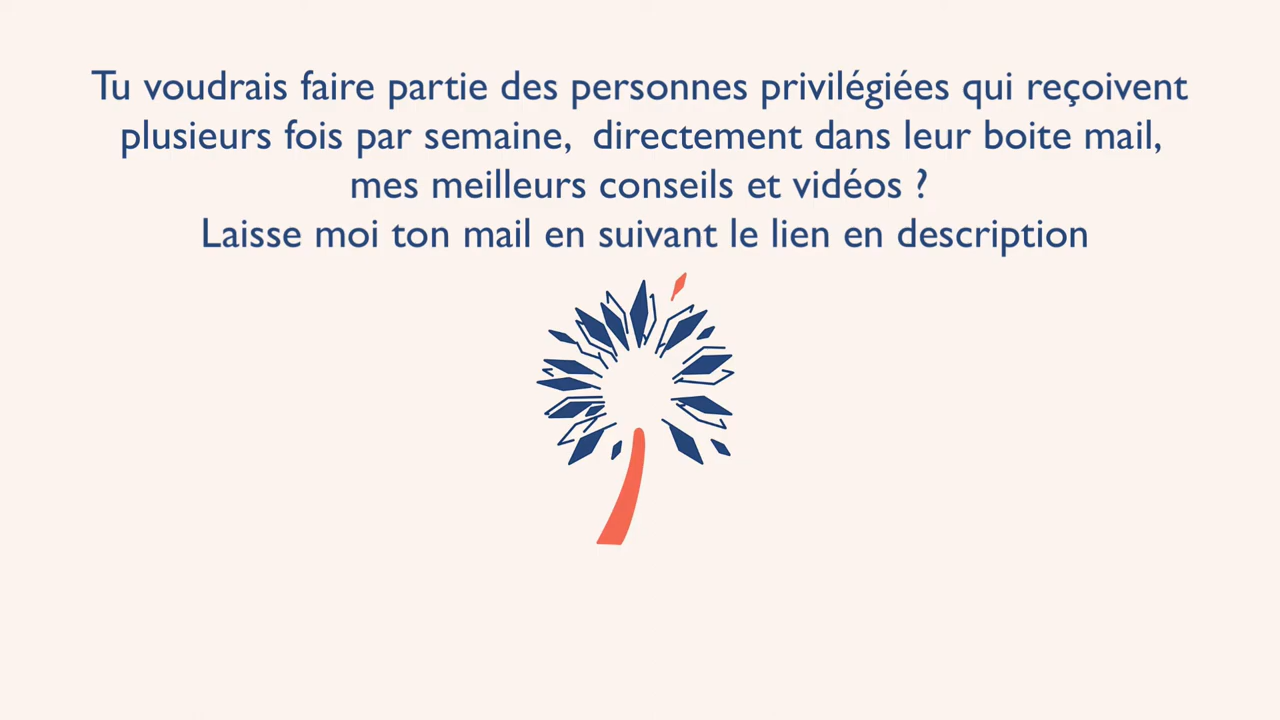 Tu voudrais faire partie des personnes privilégiées qui reçoivent
plusieurs fois par semaine, directement dans leur boite mail,
mes meilleurs conseils et vidéos ?
Laisse moi ton mail en suivant le lien en description